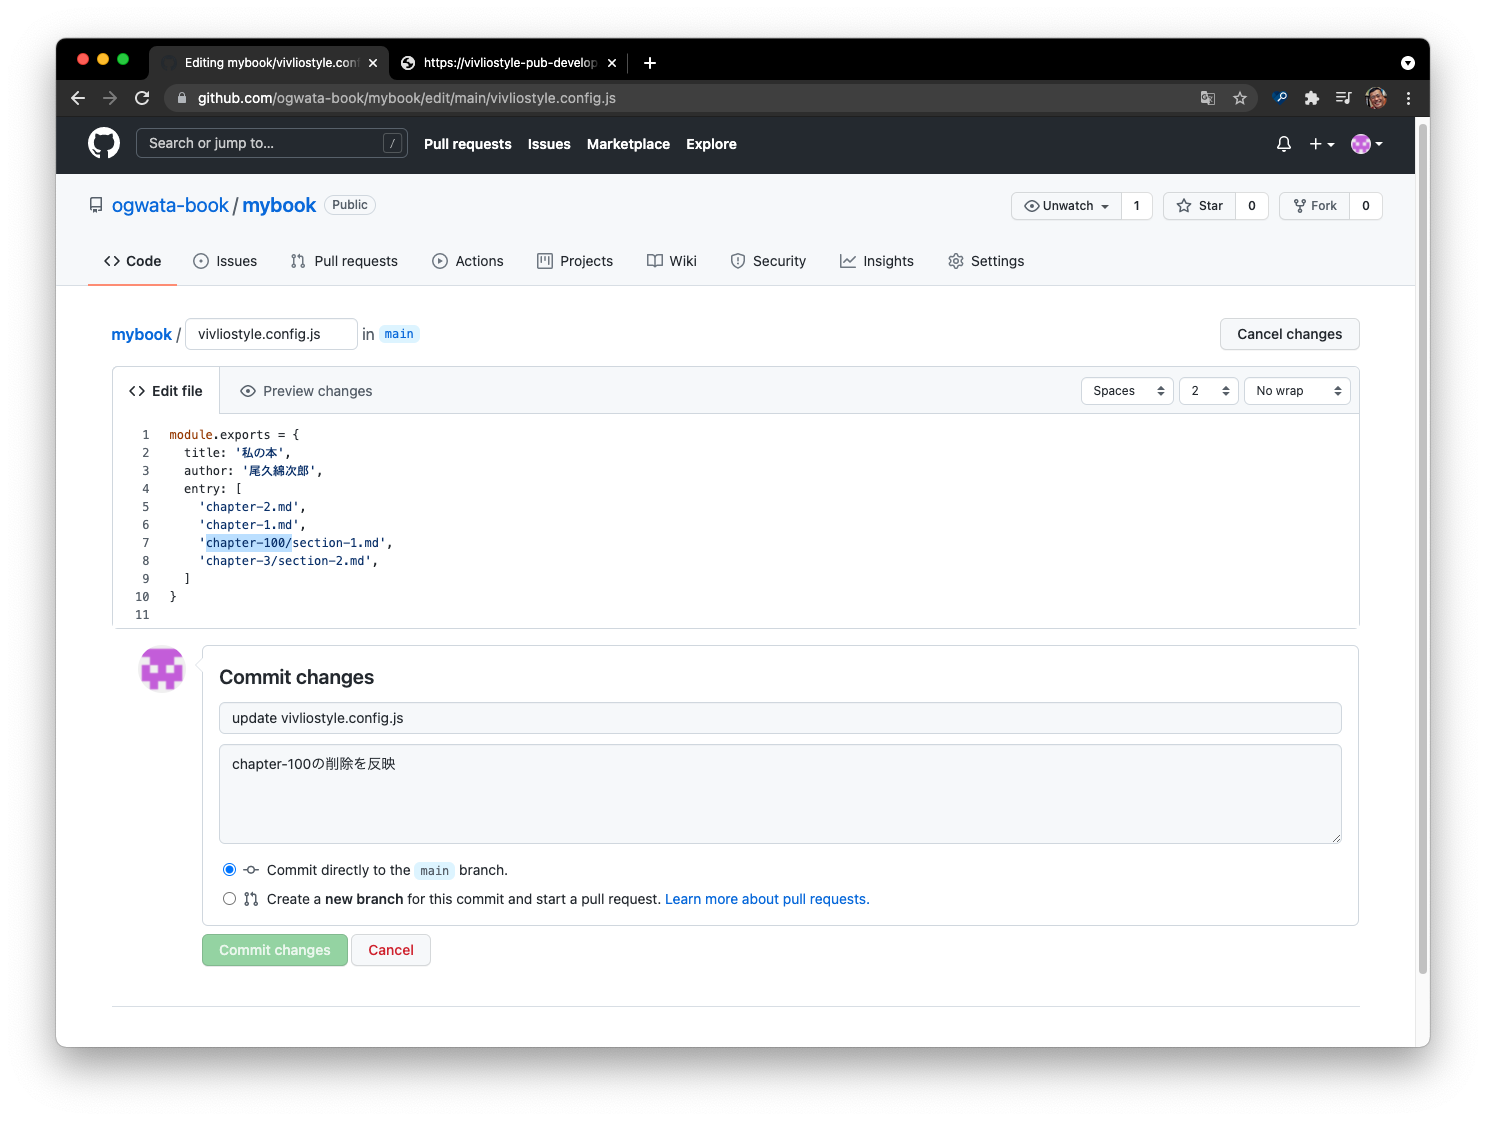 Editing mybook/vivliostyle.conf
https://vivliostyle-pub-develop
github.com/ogwata-book/mybook/edit/main/vivliostyle.config.js
Search or jump to... /
Pull requests
Issues
Marketplace
Explore
ogwata-book / mybook Public
Unwatch 1
Star 0
Fork 0
Code
Issues
Pull requests
Actions
Projects
Wiki
Security
Insights
Settings
mybook / vivliostyle.config.js in main
Cancel changes
Edit file
Preview changes
Spaces
2
No wrap
1 module.exports = {
2 title: '私の本',
3 author: '尾久綿次郎',
4 entry: [
5 'chapter-2.md',
6 'chapter-1.md',
7 'chapter-100/section-1.md',
8 'chapter-3/section-2.md',
9 ]
10 }
11
Commit changes
update vivliostyle.config.js
chapter-100の削除を反映
Commit directly to the main branch.
Create a new branch for this commit and start a pull request. Learn more about pull requests.
Commit changes
Cancel